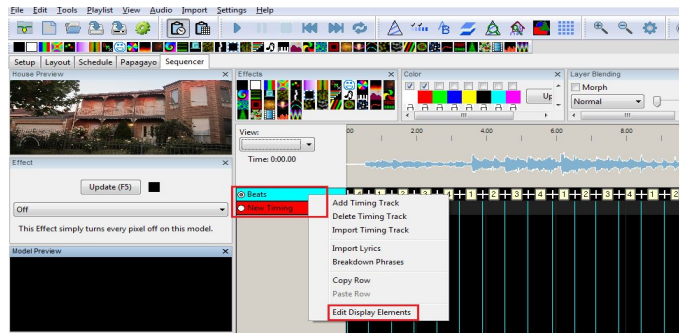 File Edit Tools Playlist View Audio Import Settings Help
Setup Layout Schedule Papagayo Sequencer
House Preview
Effects
Color
Layer Blending
Morph
Normal
View:
Time: 0:00.00
2:00 4:00 6:00 8:00
Effect
Update (F5)
Off
This Effect simply turns every pixel off on this model.
Model Preview
Beats
New Timing
Add Timing Track
Delete Timing Track
Import Timing Track
Import Lyrics
Breakdown Phrases
Copy Row
Paste Row
Edit Display Elements